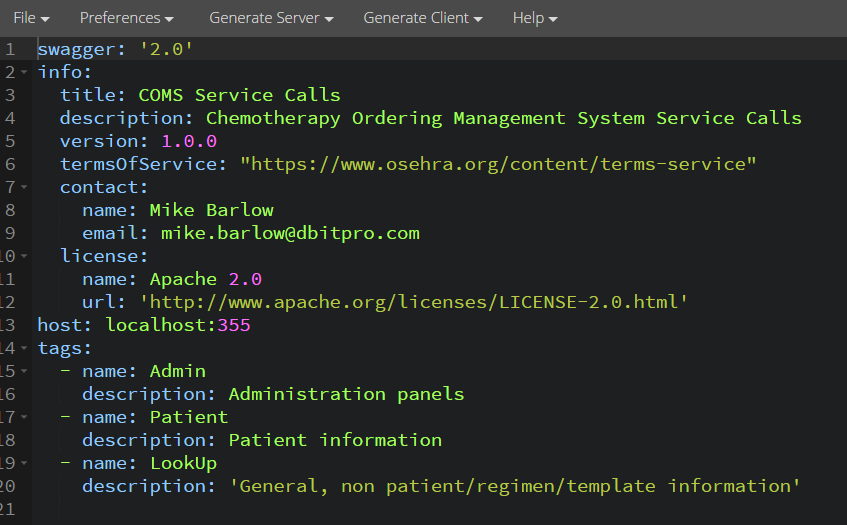 File Preferences Generate Server Generate Client Help
1 swagger: '2.0'
2 info:
3   title: COMS Service Calls
4   description: Chemotherapy Ordering Management System Service Calls
5   version: 1.0.0
6   termsOfService: "https://www.osehra.org/content/terms-service"
7   contact:
8     name: Mike Barlow
9     email: mike.barlow@dbitpro.com
10   license:
11     name: Apache 2.0
12     url: 'http://www.apache.org/licenses/LICENSE-2.0.html'
13 host: localhost:355
14 tags:
15   - name: Admin
16     description: Administration panels
17   - name: Patient
18     description: Patient information
19   - name: LookUp
20     description: 'General, non patient/regimen/template information'
21